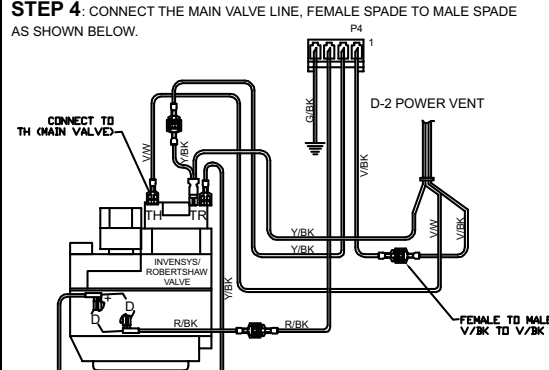 STEP 4: CONNECT THE MAIN VALVE LINE, FEMALE SPADE TO MALE SPADE
AS SHOWN BELOW.
P4
1
D-2 POWER VENT
G/BK
CONNECT TO
TH (MAIN VALVE)
V/W
Y/BK
V/BK
TH
TR
Y/BK
Y/BK
V/W
V/BK
INVENSYS/
ROBERTSHAW
VALVE
Y/BK
+
D
D
R/BK
R/BK
FEMALE TO MALE
V/BK TO V/BK